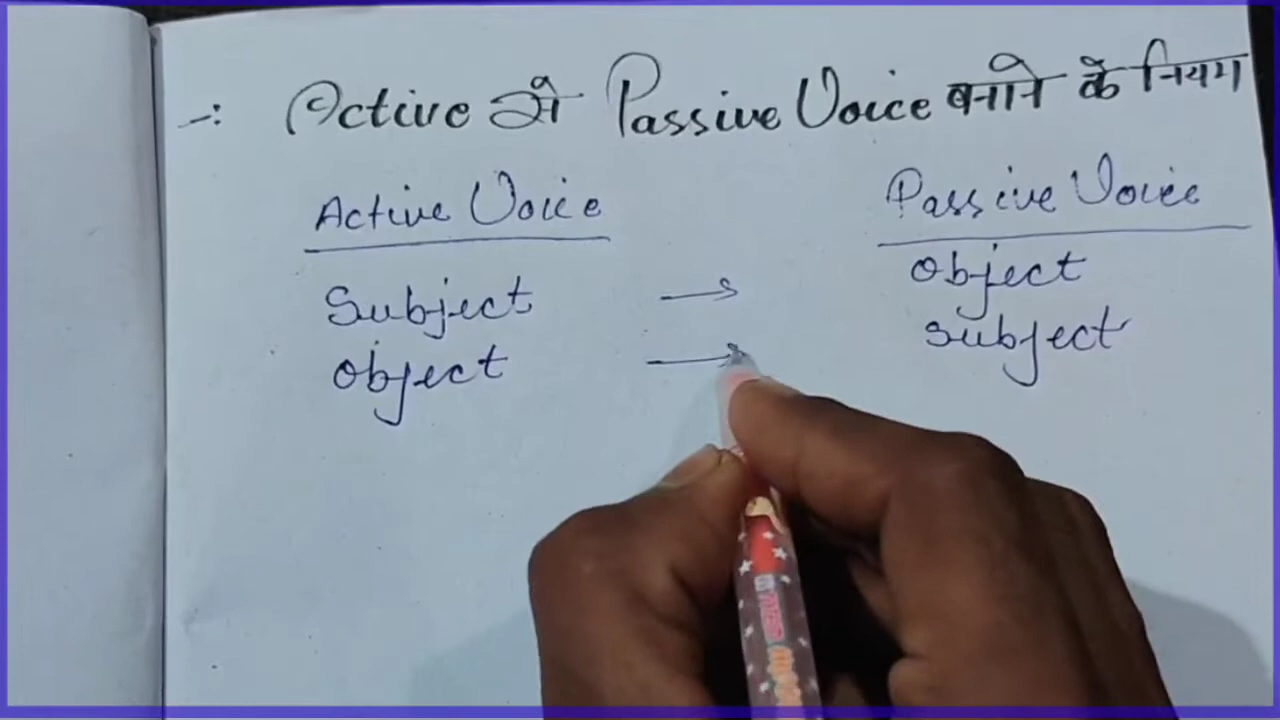 -: Active से Passive Voice बनाने के नियम
Active Voice Passive Voice
Subject → Object
Object → Subject